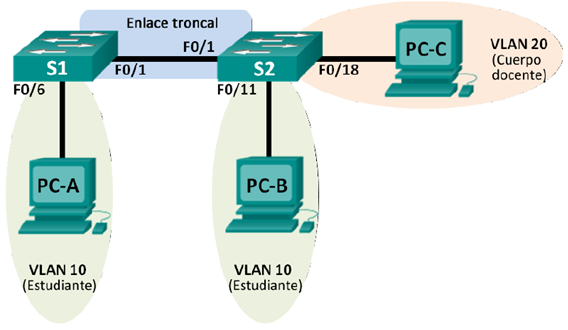 Enlace troncal
F0/1
S1
F0/1
S2
F0/6
F0/11
F0/18
PC-C
VLAN 20
(Cuerpo
docente)
PC-A
PC-B
VLAN 10
(Estudiante)
VLAN 10
(Estudiante)